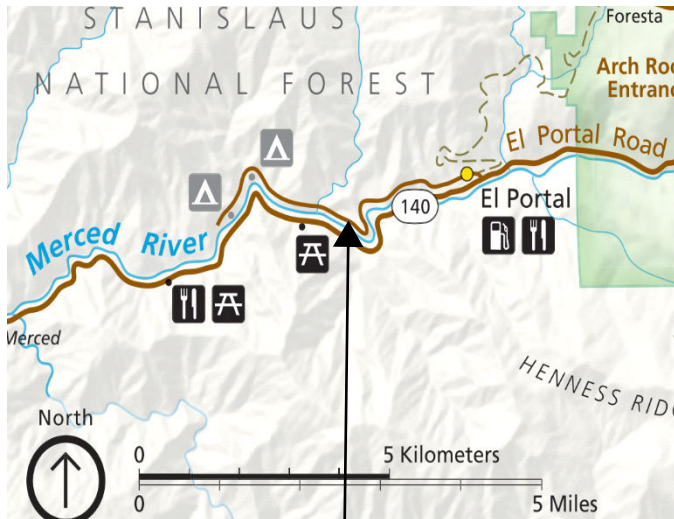 STANISLAUS
NATIONAL FOREST
Foresta
Arch Roc
Entranc
El Portal Road
140
El Portal
Merced River
Merced
HENNESS RIDG
North
0
5 Kilometers
0
5 Miles